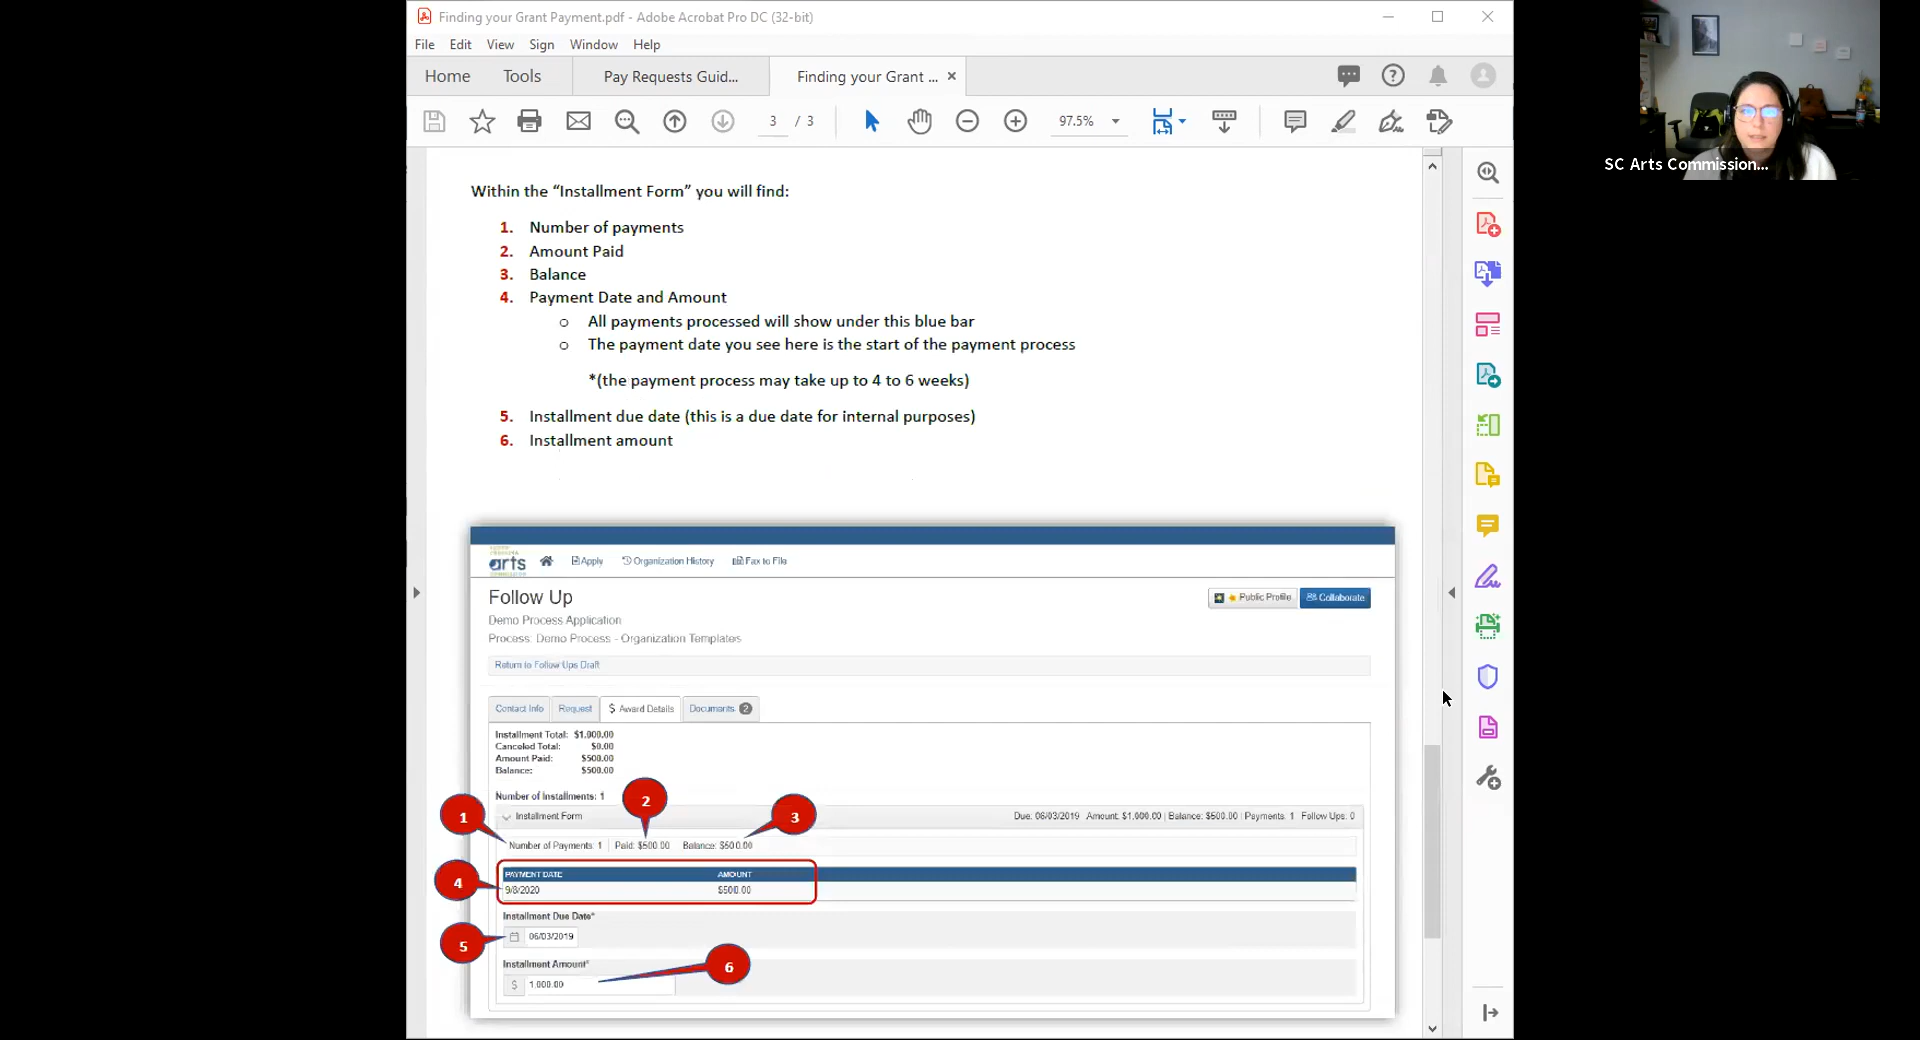 Finding your Grant Payment.pdf - Adobe Acrobat Pro DC (32-bit)
File Edit View Sign Window Help
Home Tools Pay Requests Guid... Finding your Grant ... ×
3 / 3 97.5%
SC Arts Commission...
Within the “Installment Form” you will find:
1. Number of payments
2. Amount Paid
3. Balance
4. Payment Date and Amount
o All payments processed will show under this blue bar
o The payment date you see here is the start of the payment process
*(the payment process may take up to 4 to 6 weeks)
5. Installment due date (this is a due date for internal purposes)
6. Installment amount
arts Apply Organization History Fax to File
Follow Up
Public Profile Collaborate
Demo Process Application
Process: Demo Process - Organization Templates
Return to Follow Ups Draft
Contact Info Request $ Award Details Documents 2
Installment Total: $1,000.00
Canceled Total: $0.00
Amount Paid: $500.00
Balance: $500.00
Number of Installments: 1
1 2 3
Installment Form Due: 06/03/2019 Amount: $1,000.00 | Balance: $500.00 | Payments: 1 Follow Ups: 0
Number of Payments: 1 | Paid: $500.00 Balance: $500.00
4
PAYMENT DATE AMOUNT
9/8/2020 $500.00
Installment Due Date*
5 06/03/2019
Installment Amount*
6
$ 1,000.00